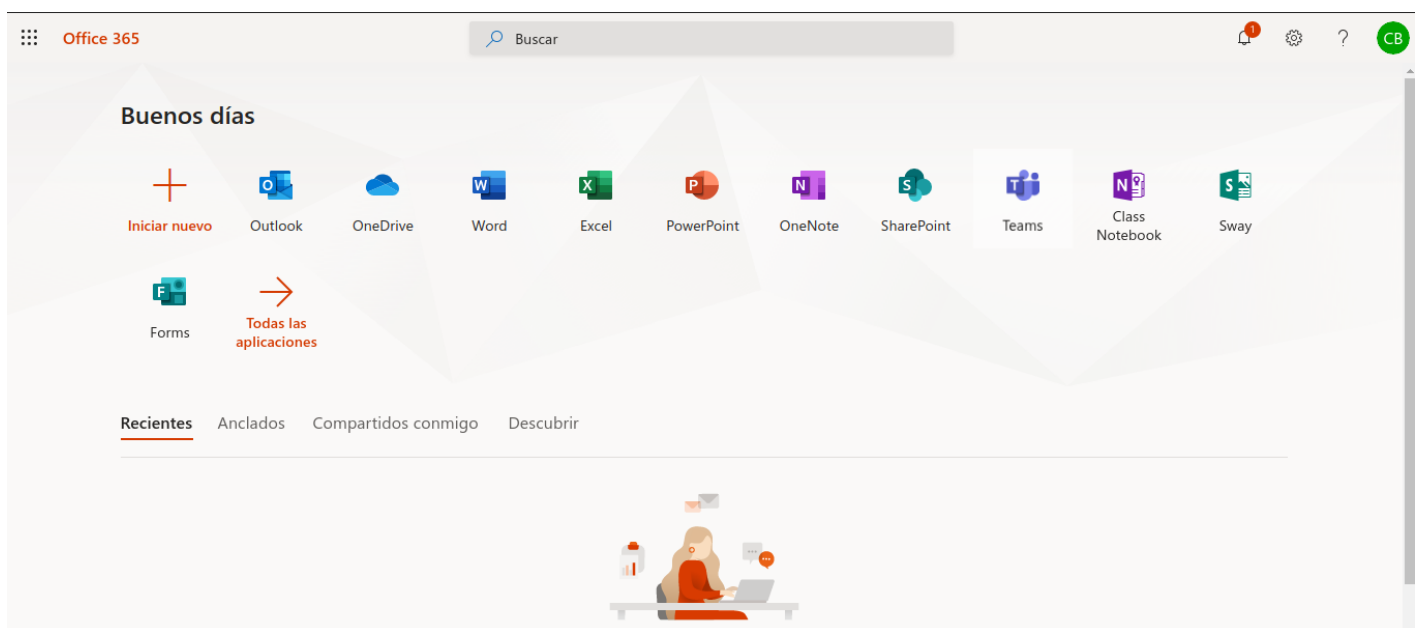 Office 365
Buscar
1
?
CB
Buenos días
Iniciar nuevo
Outlook
OneDrive
Word
Excel
PowerPoint
OneNote
SharePoint
Teams
Class
Notebook
Sway
Forms
Todas las
aplicaciones
Recientes Anclados Compartidos conmigo Descubrir